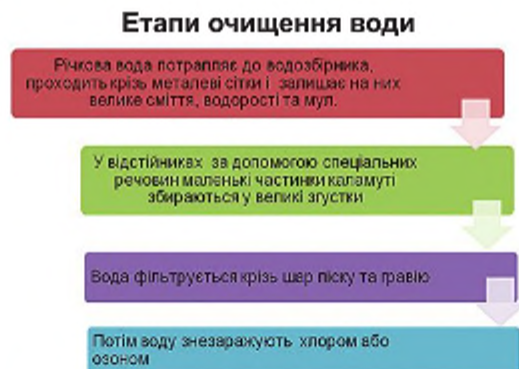 Етапи очищення води
Річкова вода потрапляє до водозбірника,
проходить крізь металеві сітки і залишає на них
велике сміття, водорості та мул.
У відстійниках за допомогою спеціальних
речовин маленькі частинки каламуті
збираються у великі згустки
Вода фільтрується крізь шар піску та гравію
Потім воду знезаражують хлором або
озоном